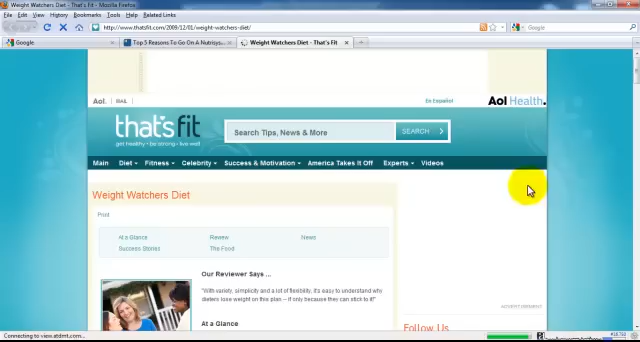 Weight Watchers Diet - That's Fit - Mozilla Firefox
File Edit View History Bookmarks Tools Help Related Links
http://www.thatsfit.com/2009/12/01/weight-watchers-diet/
Google
Google
Top 5 Reasons To Go On A Nutrisys...
Weight Watchers Diet - That's Fit
Aol. | MAIL
En Español
Aol Health.
that'sfit
get healthy • be strong • live well
Search Tips, News & More
SEARCH
Main Diet Fitness Celebrity Success & Motivation America Takes It Off Experts Videos
Weight Watchers Diet
Print
At a Glance Review News
Success Stories The Food
Our Reviewer Says ...
"With variety, simplicity and a lot of flexibility, it's easy to understand why
dieters lose weight on this plan -- if only because they can stick to it!"
At a Glance
ADVERTISEMENT
Follow Us
Connecting to view.atdmt.com...